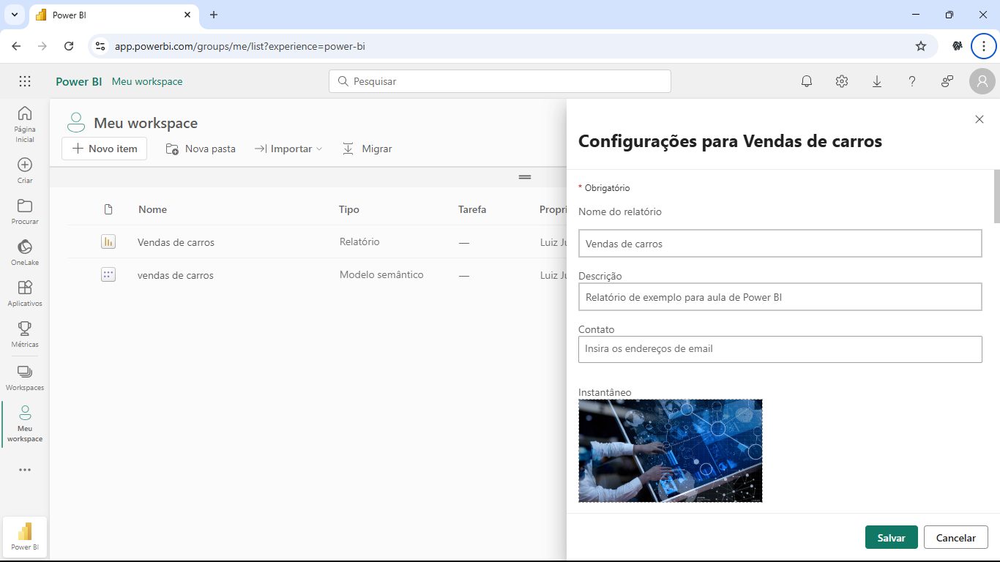 Power BI
app.powerbi.com/groups/me/list?experience=power-bi
Power BI Meu workspace
Pesquisar
Página
Inicial
Criar
Procurar
OneLake
Aplicativos
Métricas
Workspaces
Meu
workspace
Power BI
Meu workspace
Novo item Nova pasta Importar Migrar
Nome Tipo Tarefa Propri
Vendas de carros Relatório — Luiz Ju
vendas de carros Modelo semântico — Luiz Ju
Configurações para Vendas de carros
* Obrigatório
Nome do relatório
Vendas de carros
Descrição
Relatório de exemplo para aula de Power BI
Contato
Insira os endereços de email
Instantâneo
Salvar Cancelar